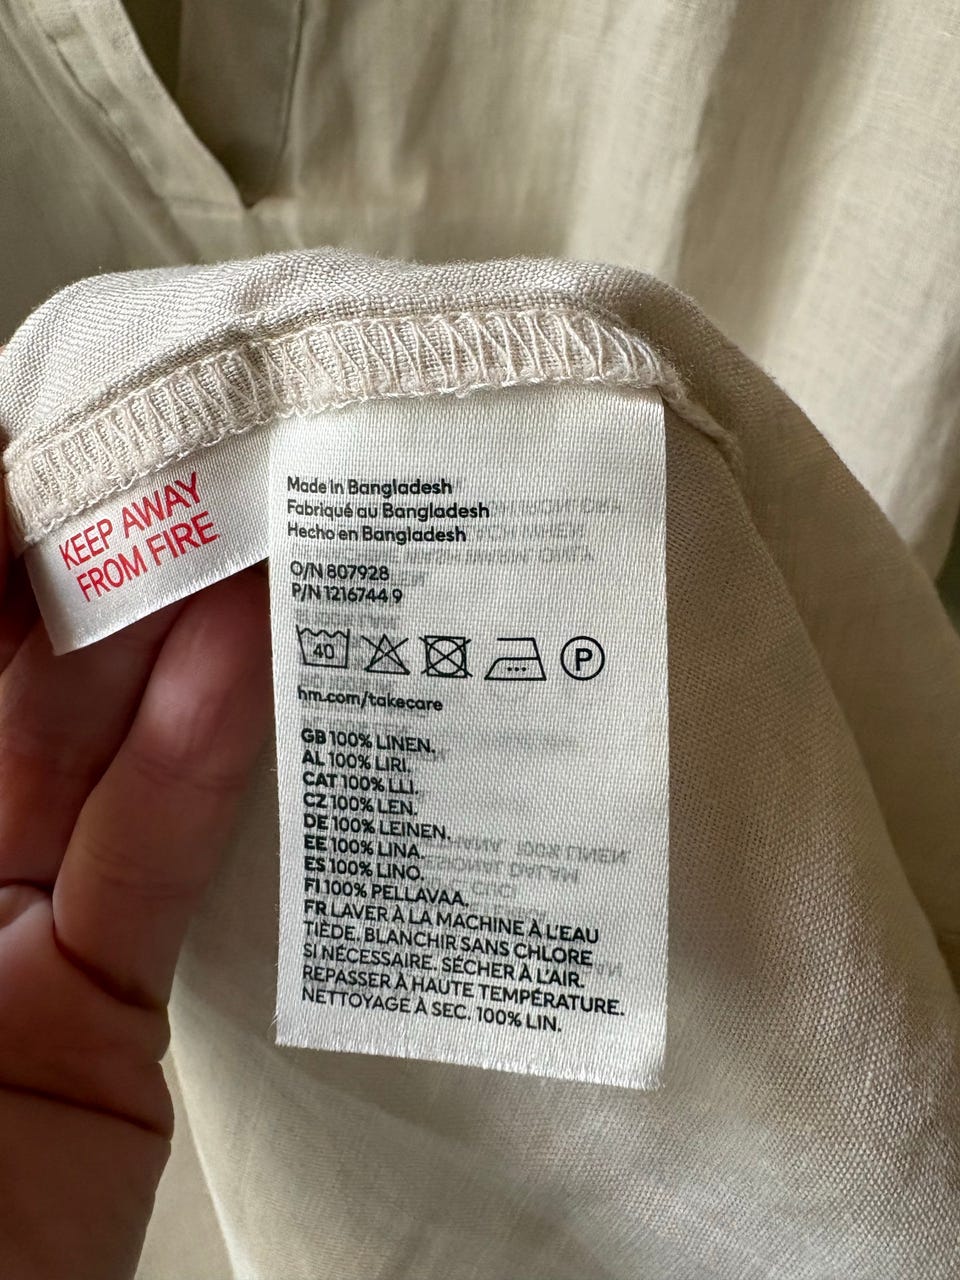 KEEP AWAY
FROM FIRE
Made in Bangladesh
Fabriqué au Bangladesh
Hecho en Bangladesh
O/N 807928
P/N 1216744 9
40
P
hm.com/takecare
GB 100% LINEN.
AL 100% LIRI.
CAT 100% LLI.
CZ 100% LEN.
DE 100% LEINEN.
EE 100% LINA.
ES 100% LINO.
FI 100% PELLAVAA.
FR LAVER À LA MACHINE À L'EAU
TIÈDE. BLANCHIR SANS CHLORE
SI NÉCESSAIRE. SÉCHER À L'AIR.
REPASSER À HAUTE TEMPÉRATURE.
NETTOYAGE À SEC. 100% LIN.